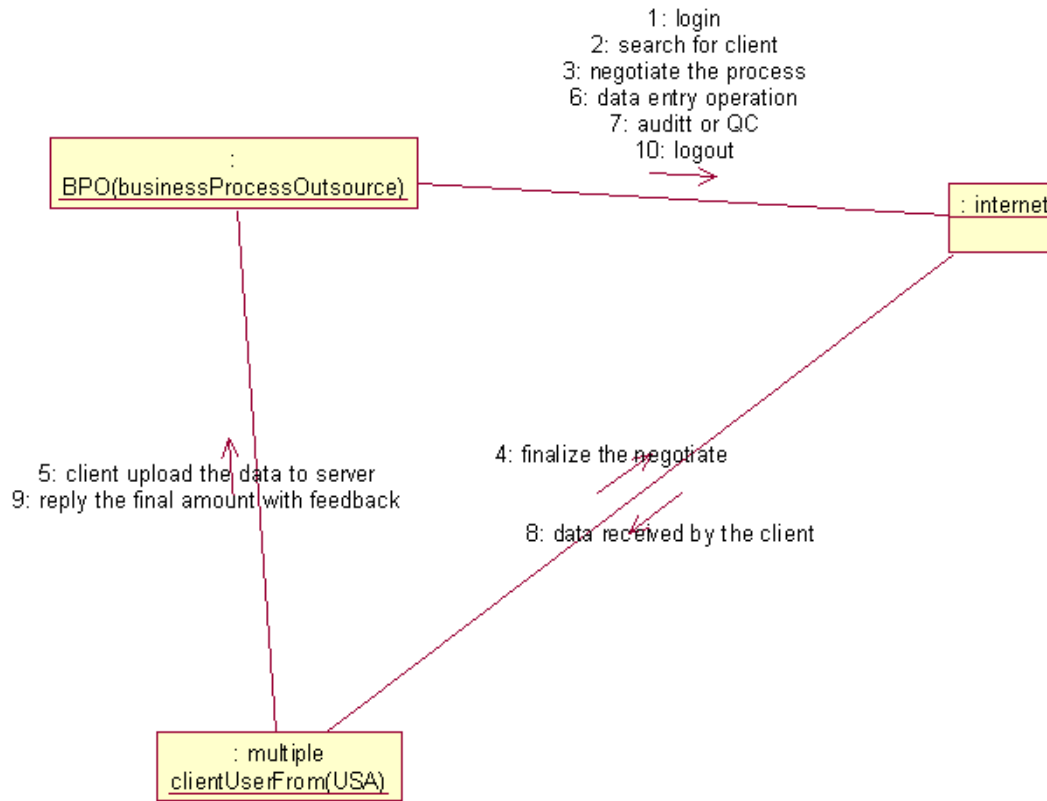 1: login
2: search for client
3: negotiate the process
6: data entry operation
7: auditt or QC
10: logout
:
BPO(businessProcessOutsource)
: internet
4: finalize the negotiate
5: client upload the data to server
9: reply the final amount with feedback
8: data received by the client
: multiple
clientUserFrom(USA)